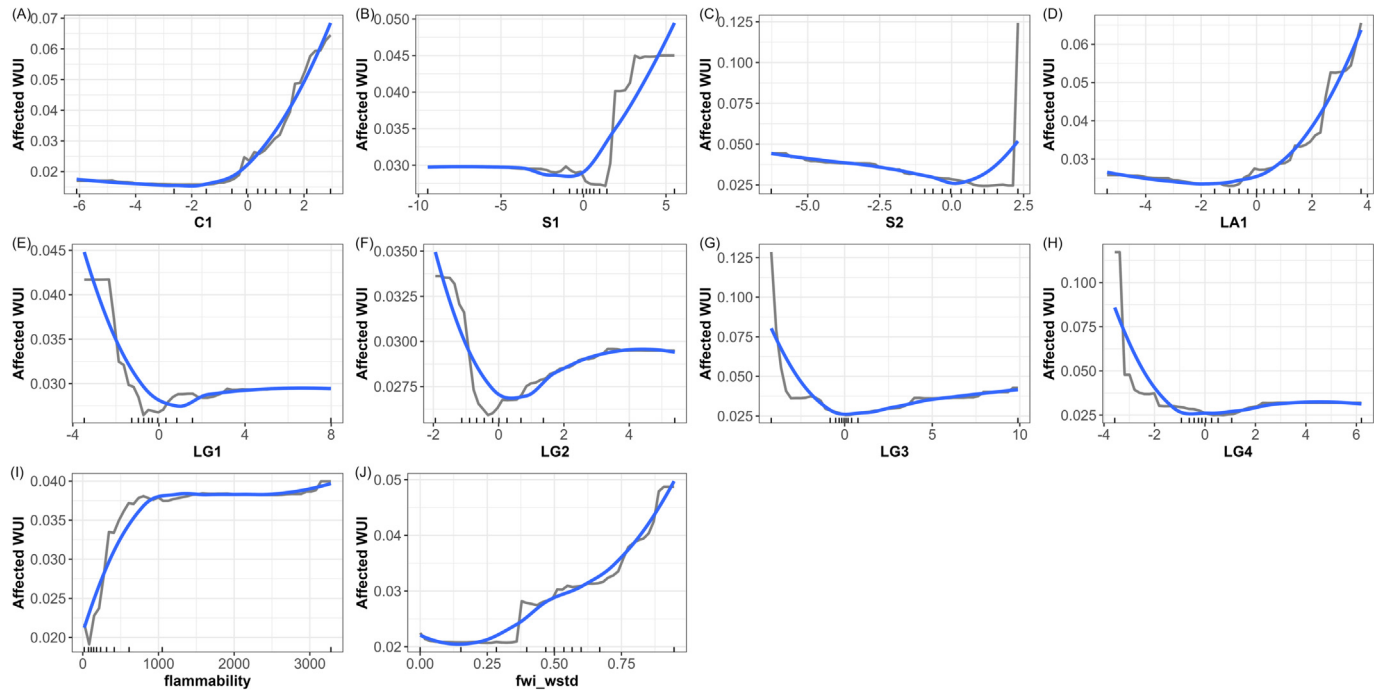 (A)
Affected WUI
0.07
0.06
0.05
0.04
0.03
0.02
-6 -4 -2 0 2
C1
(B)
Affected WUI
0.050
0.045
0.040
0.035
0.030
-10 -5 0 5
S1
(C)
Affected WUI
0.125
0.100
0.075
0.050
0.025
-5.0 -2.5 0.0 2.5
S2
(D)
Affected WUI
0.06
0.05
0.04
0.03
-4 -2 0 2 4
LA1
(E)
Affected WUI
0.045
0.040
0.035
0.030
-4 0 4 8
LG1
(F)
Affected WUI
0.0350
0.0325
0.0300
0.0275
-2 0 2 4
LG2
(G)
Affected WUI
0.125
0.100
0.075
0.050
0.025
0 5 10
LG3
(H)
Affected WUI
0.100
0.075
0.050
0.025
-4 -2 0 2 4 6
LG4
(I)
Affected WUI
0.040
0.035
0.030
0.025
0.020
0 1000 2000 3000
flammability
(J)
Affected WUI
0.05
0.04
0.03
0.02
0.00 0.25 0.50 0.75
fwi_wstd